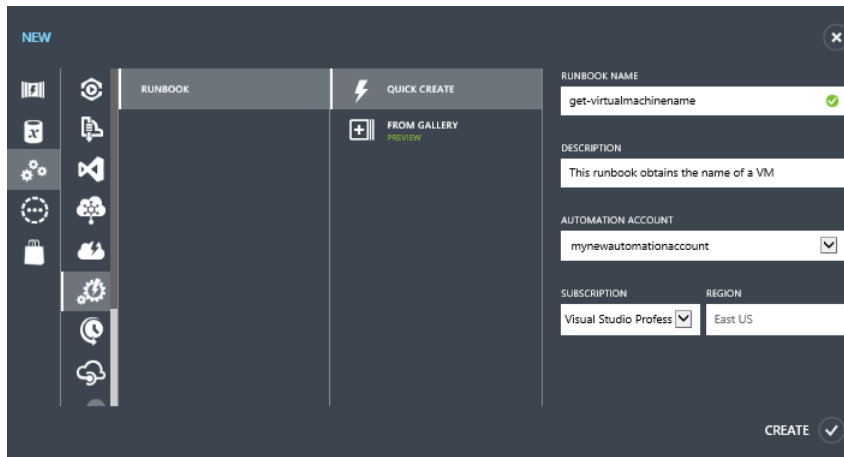 NEW
RUNBOOK
QUICK CREATE
FROM GALLERY
PREVIEW
RUNBOOK NAME
get-virtualmachinename
DESCRIPTION
This runbook obtains the name of a VM
AUTOMATION ACCOUNT
mynewautomationaccount
SUBSCRIPTION REGION
Visual Studio Profess East US
CREATE